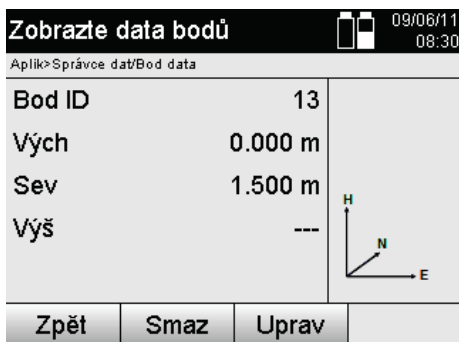 Zobrazte data bodů
09/06/11
08:30
Aplik>Správce dat/Bod data
Bod ID 13
Vých 0.000 m
Sev 1.500 m
Výš ---
H
N
E
Zpět Smaz Uprav